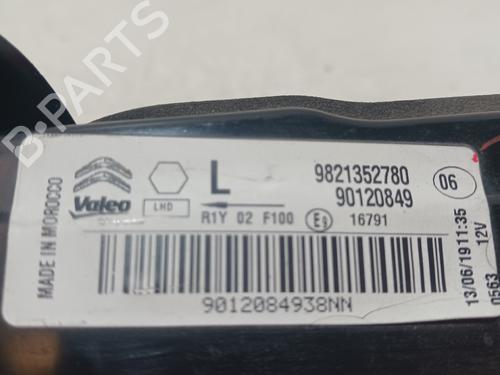 B-PARTS
MADE IN MOROCCO
Valeo
LHD
L
R1Y 02 F100
9821352780
90120849
06
E9 16791
9012084938NN
13/06/19 11:35
12V
0563